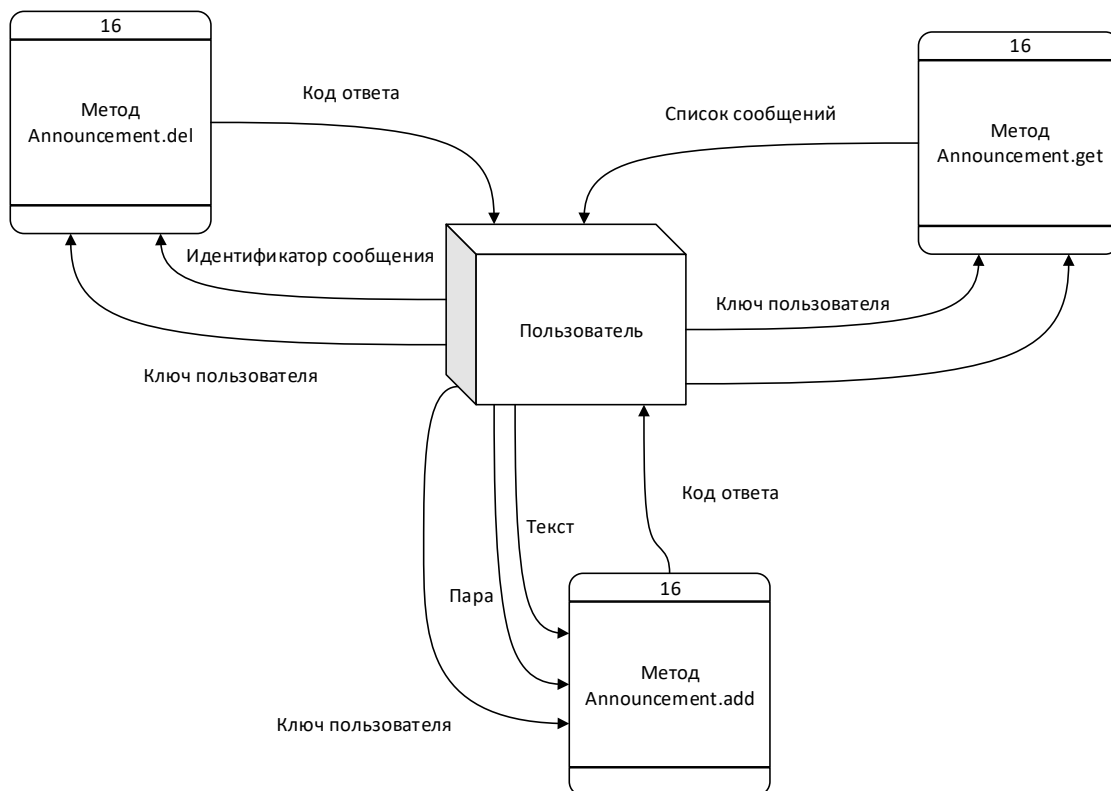 16
Метод
Announcement.del
Код ответа
Список сообщений
16
Метод
Announcement.get
Идентификатор сообщения
Ключ пользователя
Пользователь
Ключ пользователя
Код ответа
Текст
Пара
Ключ пользователя
16
Метод
Announcement.add